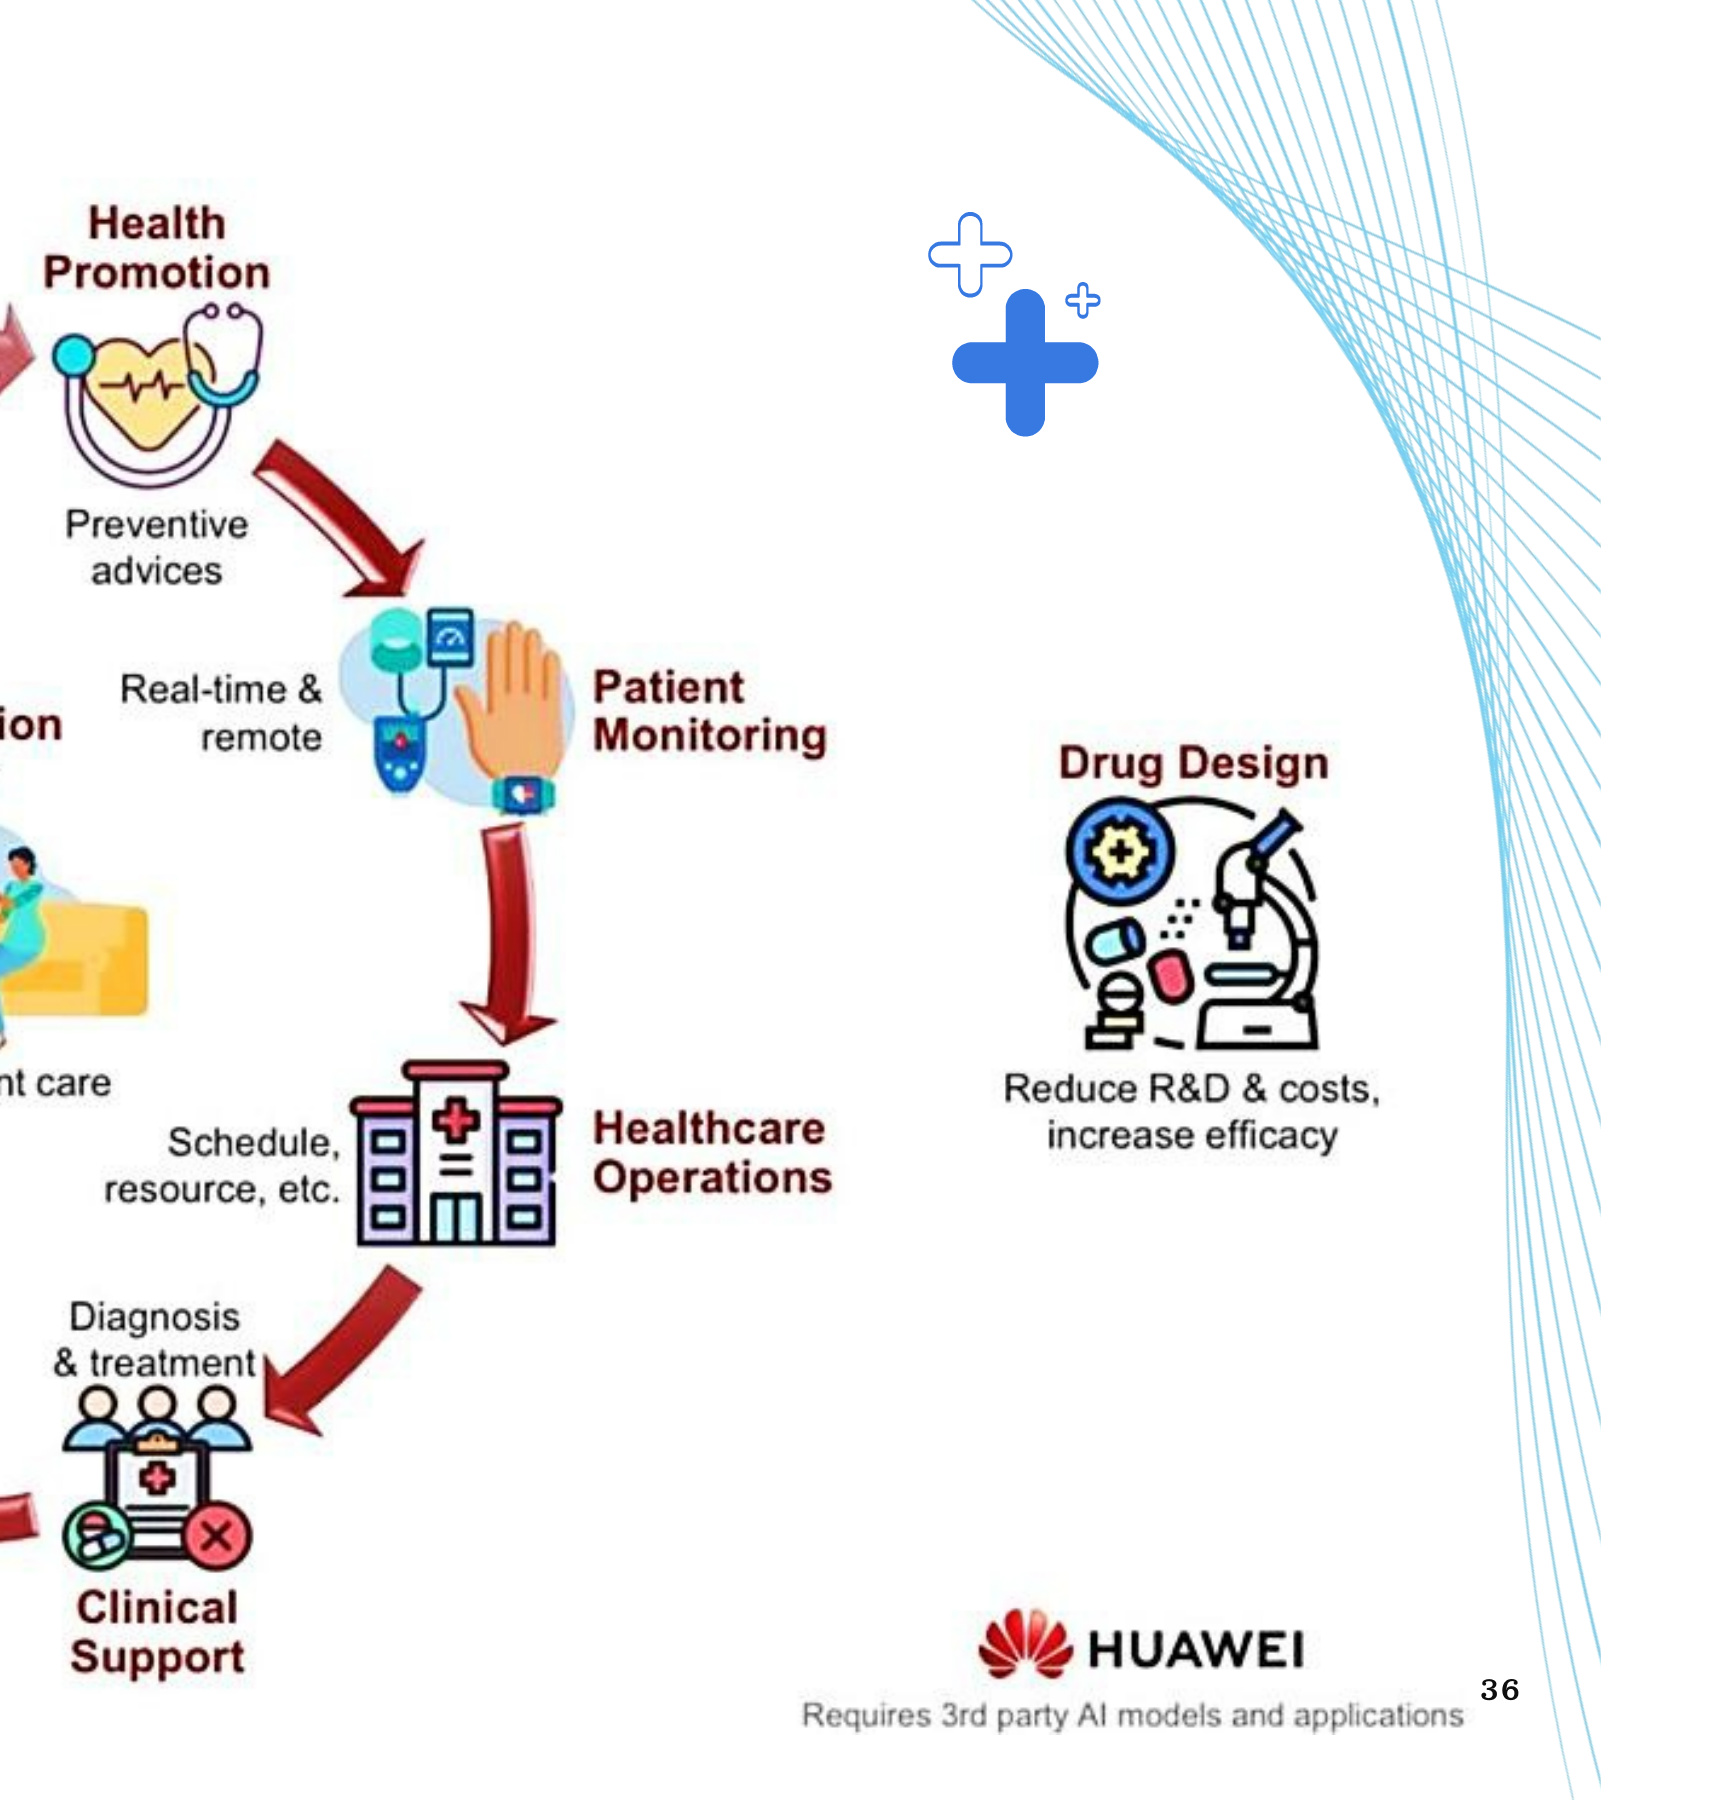 Health
Promotion
Preventive
advices
Real-time &
remote
Patient
Monitoring
ion
nt care
Drug Design
Reduce R&D & costs,
increase efficacy
Schedule,
resource, etc.
Healthcare
Operations
Diagnosis
& treatment
Clinical
Support
HUAWEI
Requires 3rd party AI models and applications
36